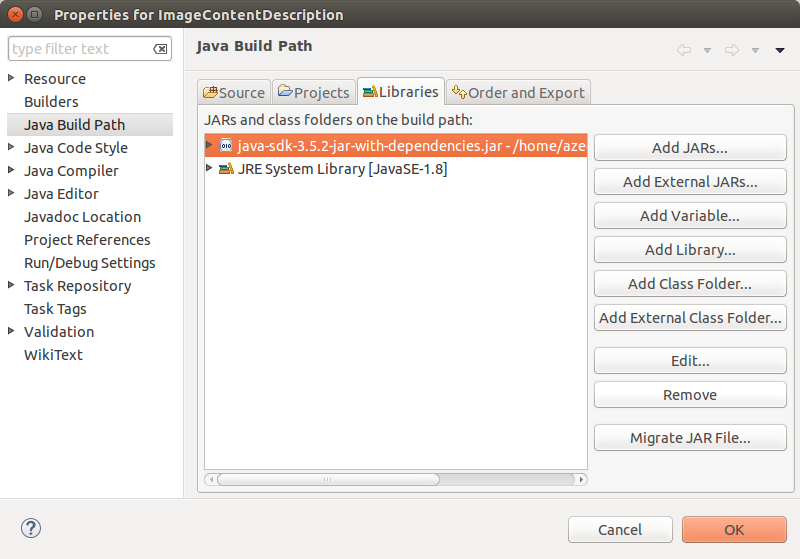 Properties for ImageContentDescription
type filter text
Resource
Builders
Java Build Path
Java Code Style
Java Compiler
Java Editor
Javadoc Location
Project References
Run/Debug Settings
Task Repository
Task Tags
Validation
WikiText
Java Build Path
Source
Projects
Libraries
Order and Export
JARs and class folders on the build path:
java-sdk-3.5.2-jar-with-dependencies.jar - /home/azee
JRE System Library [JavaSE-1.8]
Add JARs...
Add External JARs...
Add Variable...
Add Library...
Add Class Folder...
Add External Class Folder...
Edit...
Remove
Migrate JAR File...
Cancel
OK